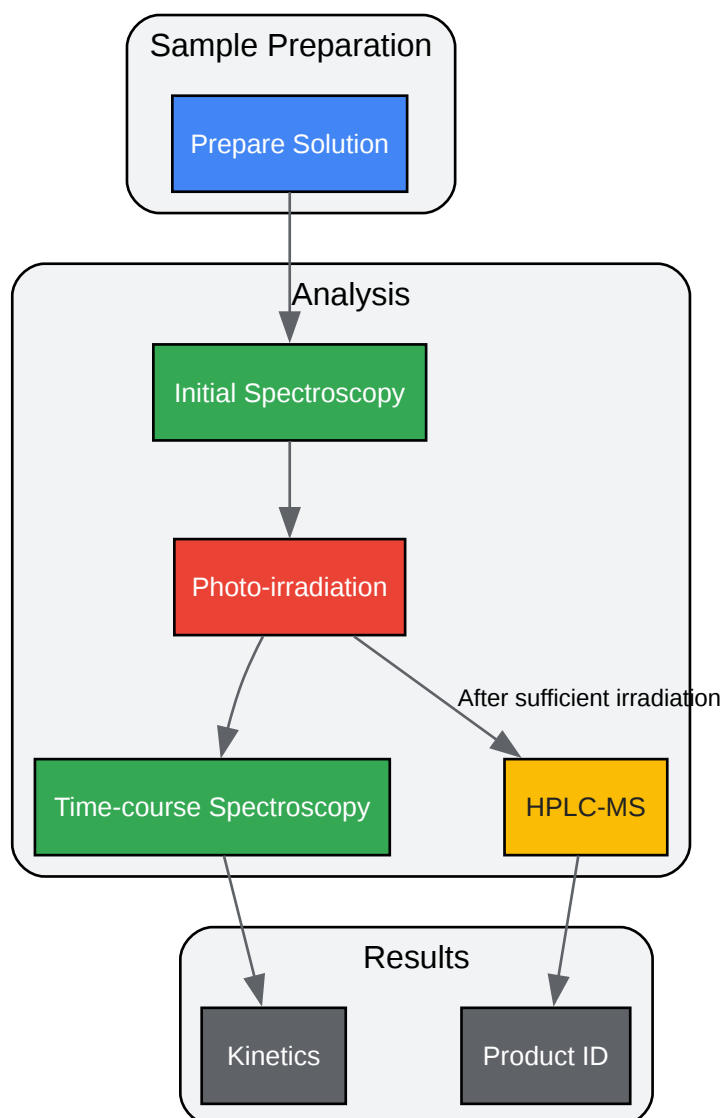 Sample Preparation
Prepare Solution
Analysis
Initial Spectroscopy
Photo-irradiation
After sufficient irradiation
Time-course Spectroscopy
HPLC-MS
Results
Kinetics
Product ID